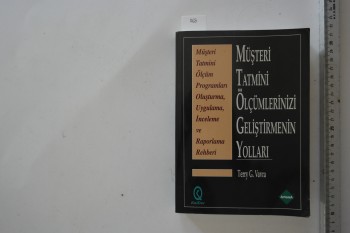 Müşteri
Tatmini
Ölçüm
Programları
Oluşturma,
Uygulama,
İnceleme
ve
Raporlama
Rehberi
MÜŞTERİ
TATMİNİ
ÖLÇÜMLERİNİZİ
GELİŞTİRMENİN
YOLLARI
Terry G. Vavra